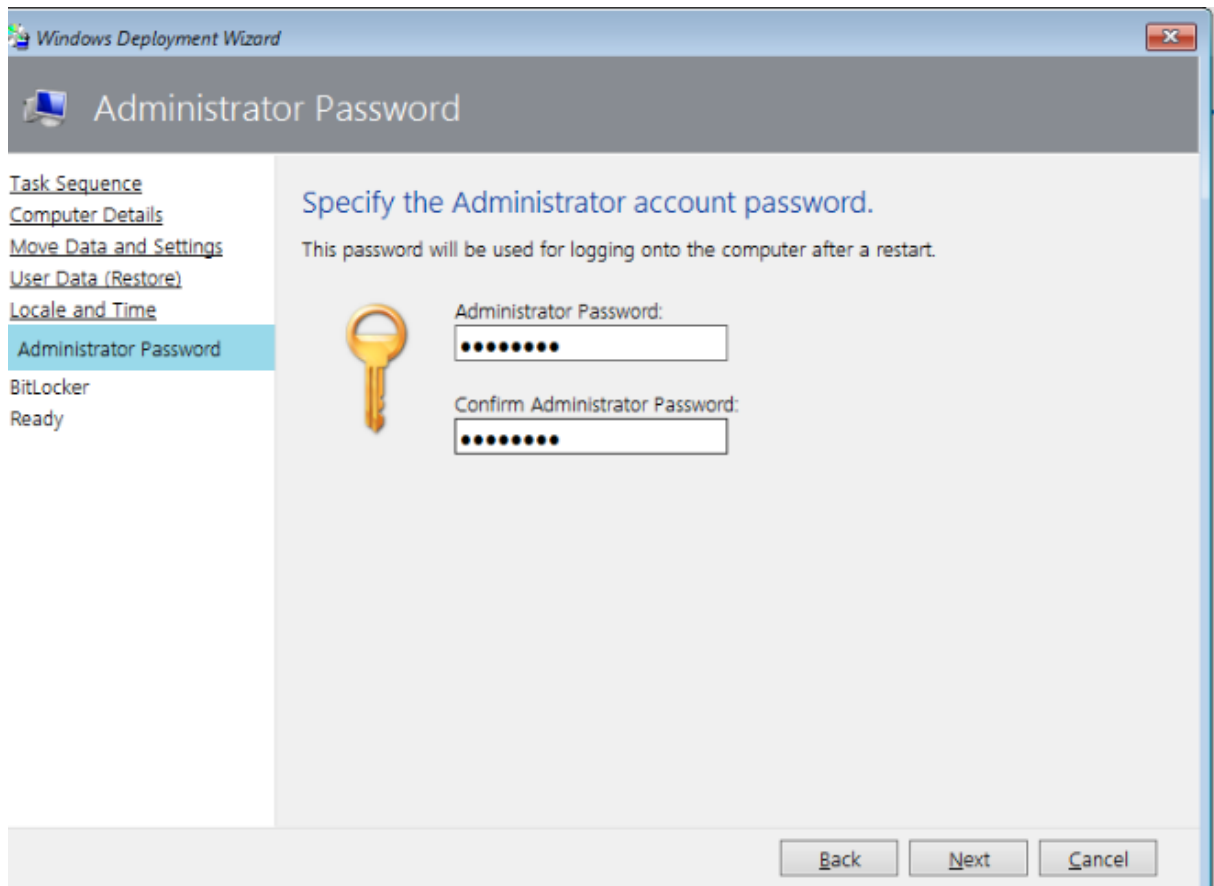 Windows Deployment Wizard
Administrator Password
Task Sequence
Computer Details
Move Data and Settings
User Data (Restore)
Locale and Time
Administrator Password
BitLocker
Ready
Specify the Administrator account password.
This password will be used for logging onto the computer after a restart.
Administrator Password:
••••••••
Confirm Administrator Password:
••••••••
Back
Next
Cancel